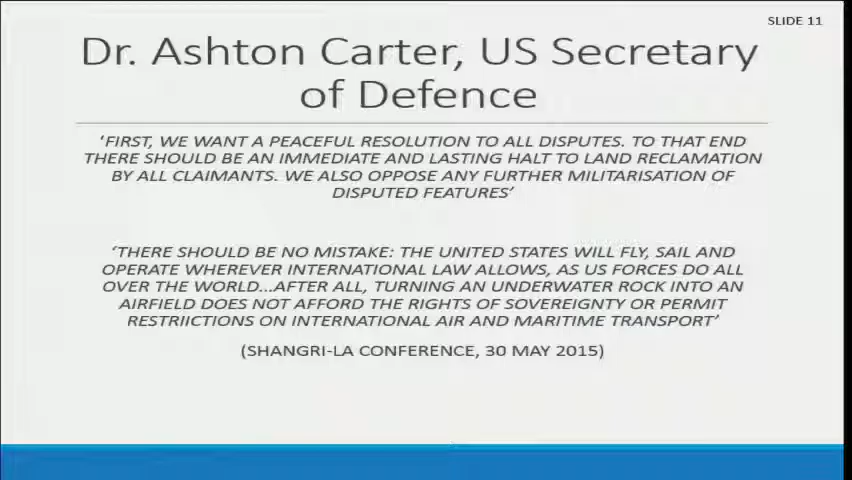 SLIDE 11
Dr. Ashton Carter, US Secretary
of Defence
'FIRST, WE WANT A PEACEFUL RESOLUTION TO ALL DISPUTES. TO THAT END
THERE SHOULD BE AN IMMEDIATE AND LASTING HALT TO LAND RECLAMATION
BY ALL CLAIMANTS. WE ALSO OPPOSE ANY FURTHER MILITARISATION OF
DISPUTED FEATURES'
'THERE SHOULD BE NO MISTAKE: THE UNITED STATES WILL FLY, SAIL AND
OPERATE WHEREVER INTERNATIONAL LAW ALLOWS, AS US FORCES DO ALL
OVER THE WORLD...AFTER ALL, TURNING AN UNDERWATER ROCK INTO AN
AIRFIELD DOES NOT AFFORD THE RIGHTS OF SOVEREIGNTY OR PERMIT
RESTRIICTIONS ON INTERNATIONAL AIR AND MARITIME TRANSPORT'
(SHANGRI-LA CONFERENCE, 30 MAY 2015)